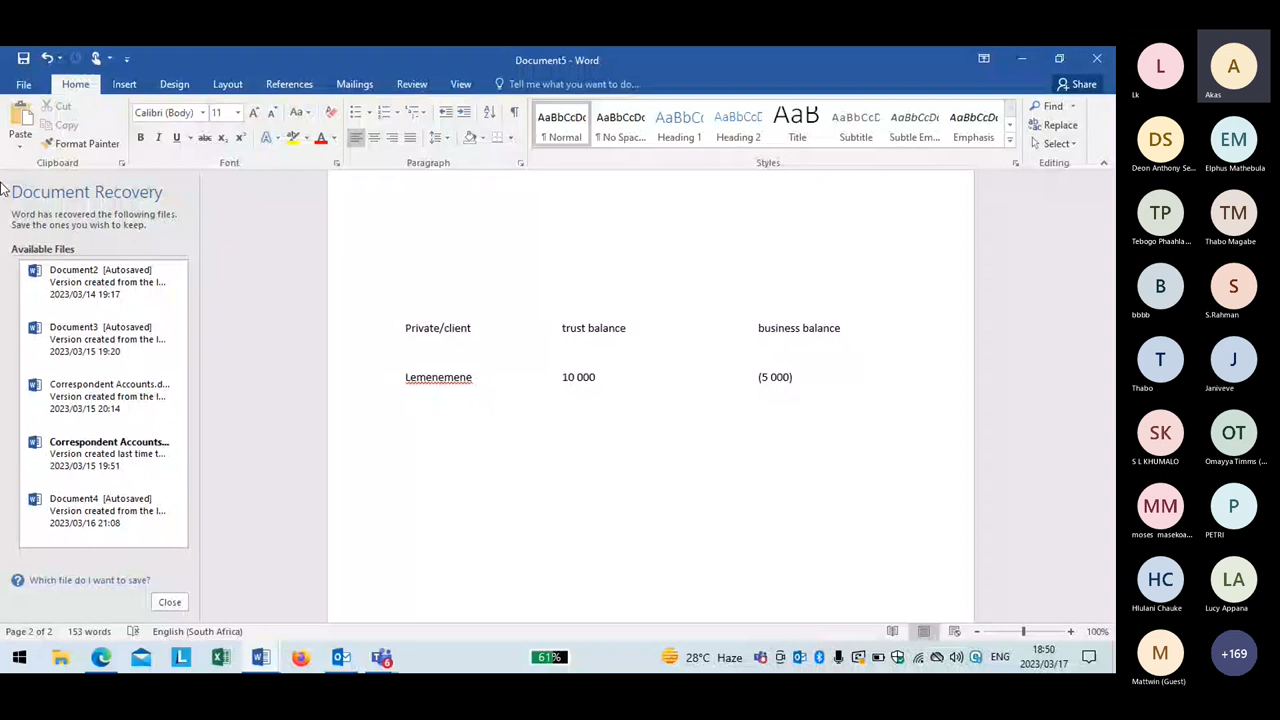 Document5 - Word
File Home Insert Design Layout References Mailings Review View Tell me what you want to do... Share
Paste
Cut
Copy
Format Painter
Clipboard
Calibri (Body) 11
Font
Paragraph
AaBbCcDc AaBbCcDc AaBbCc AaBbCcD AaB AaBbCcD AaBbCcDc AaBbCcDc
¶ Normal ¶ No Spac... Heading 1 Heading 2 Title Subtitle Subtle Em... Emphasis
Styles
Find
Replace
Select
Editing
Document Recovery
Word has recovered the following files.
Save the ones you wish to keep.
Available Files
Document2 [Autosaved]
Version created from the l...
2023/03/14 19:17
Document3 [Autosaved]
Version created from the l...
2023/03/15 19:20
Correspondent Accounts.d...
Version created from the l...
2023/03/15 20:14
Correspondent Accounts...
Version created last time t...
2023/03/15 19:51
Document4 [Autosaved]
Version created from the l...
2023/03/16 21:08
Which file do I want to save?
Close
Private/client trust balance business balance
Lemenemene 10 000 (5 000)
Page 2 of 2 153 words English (South Africa) 100%
61% 28°C Haze ENG 18:50
2023/03/17
L A
Lk Akas
DS EM
Deon Anthony Se... Elphus Mathebula
TP TM
Tebogo Phaahla... Thabo Magabe
B S
bbbb S.Rahman
T J
Thabo Janiveve
SK OT
S L KHUMALO Omayya Timms (...
MM P
moses masekoa... PETRI
HC LA
Hlulani Chauke Lucy Appana
M +169
Mattwin (Guest)